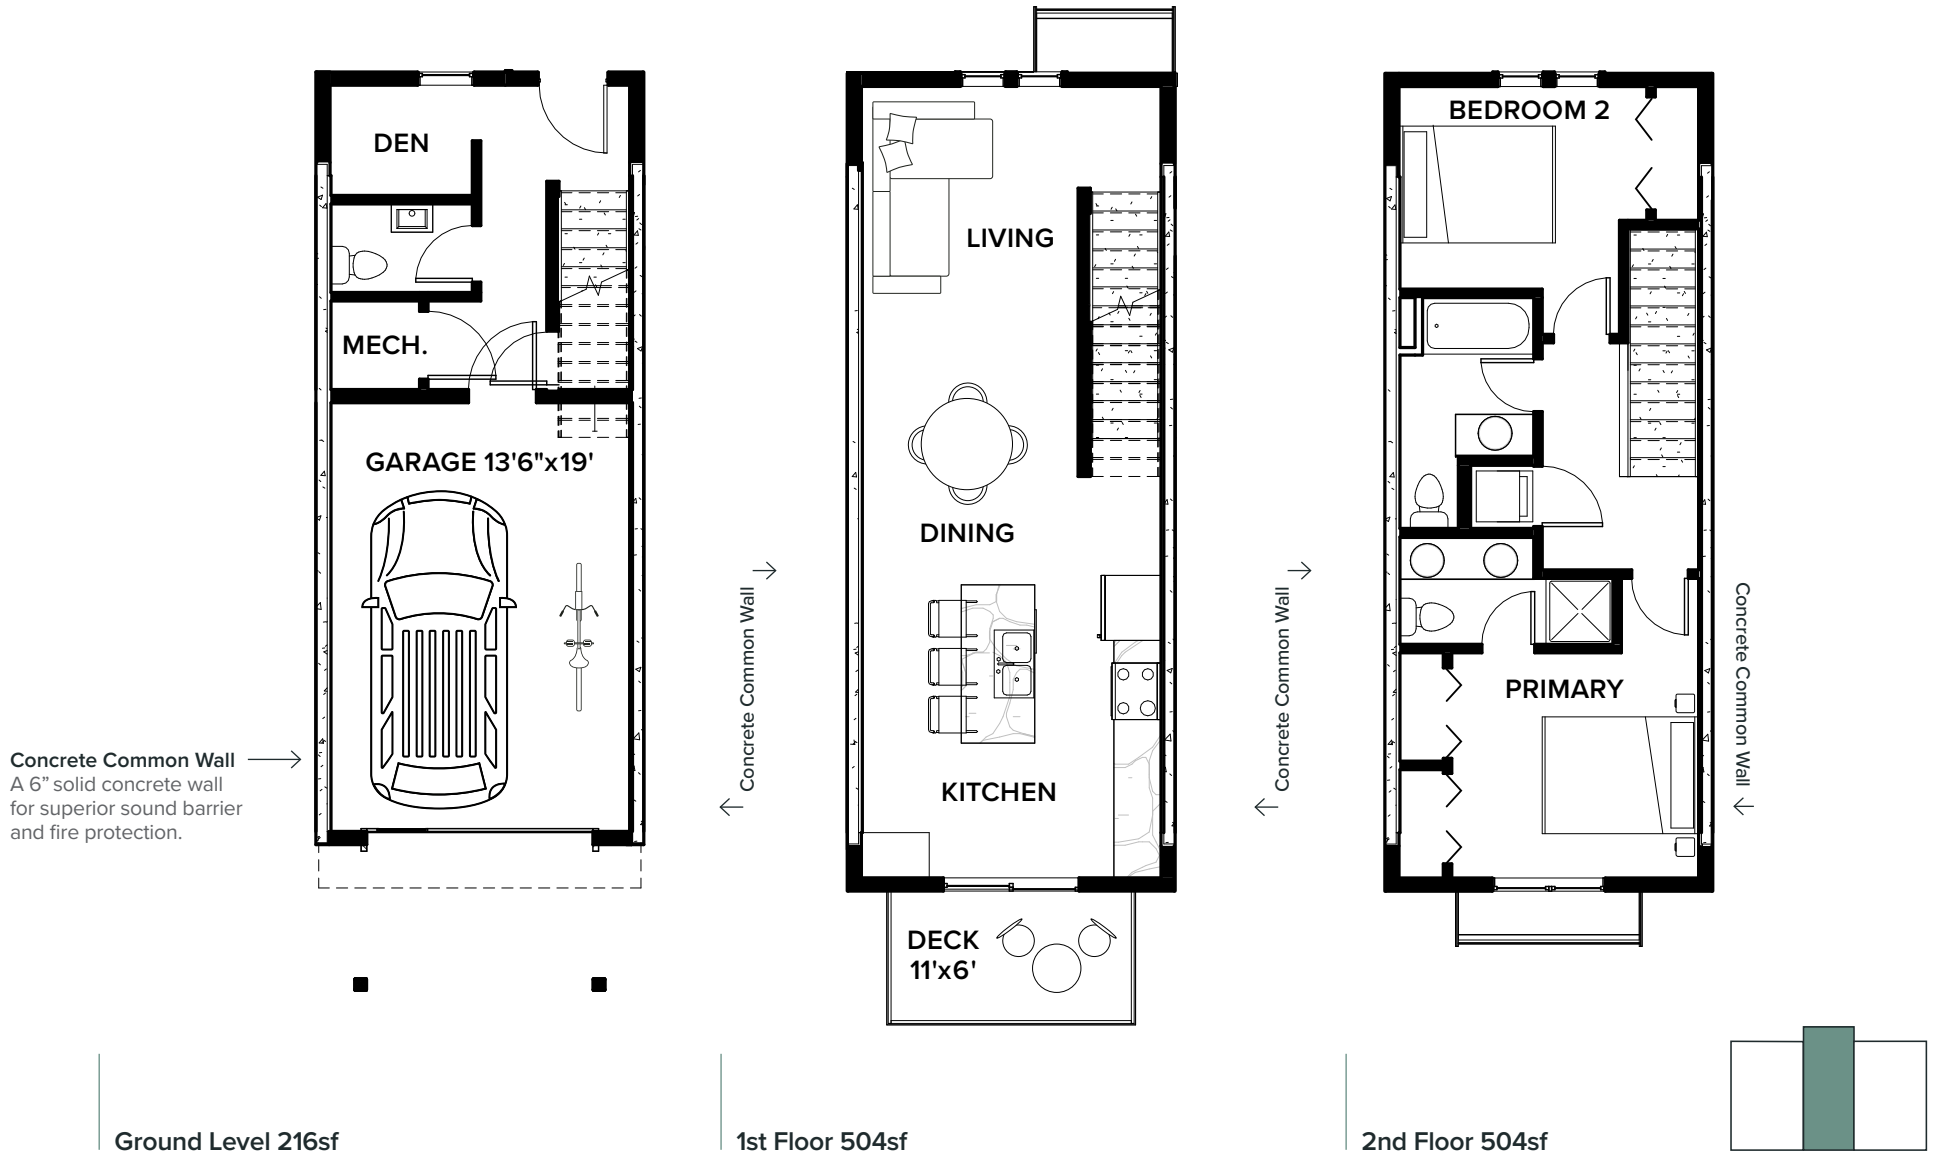 DEN
MECH.
GARAGE 13'6"x19'
Concrete Common Wall
A 6” solid concrete wall
for superior sound barrier
and fire protection.
Ground Level 216sf
Concrete Common Wall
LIVING
DINING
KITCHEN
DECK
11'x6'
1st Floor 504sf
Concrete Common Wall
BEDROOM 2
PRIMARY
Concrete Common Wall
2nd Floor 504sf